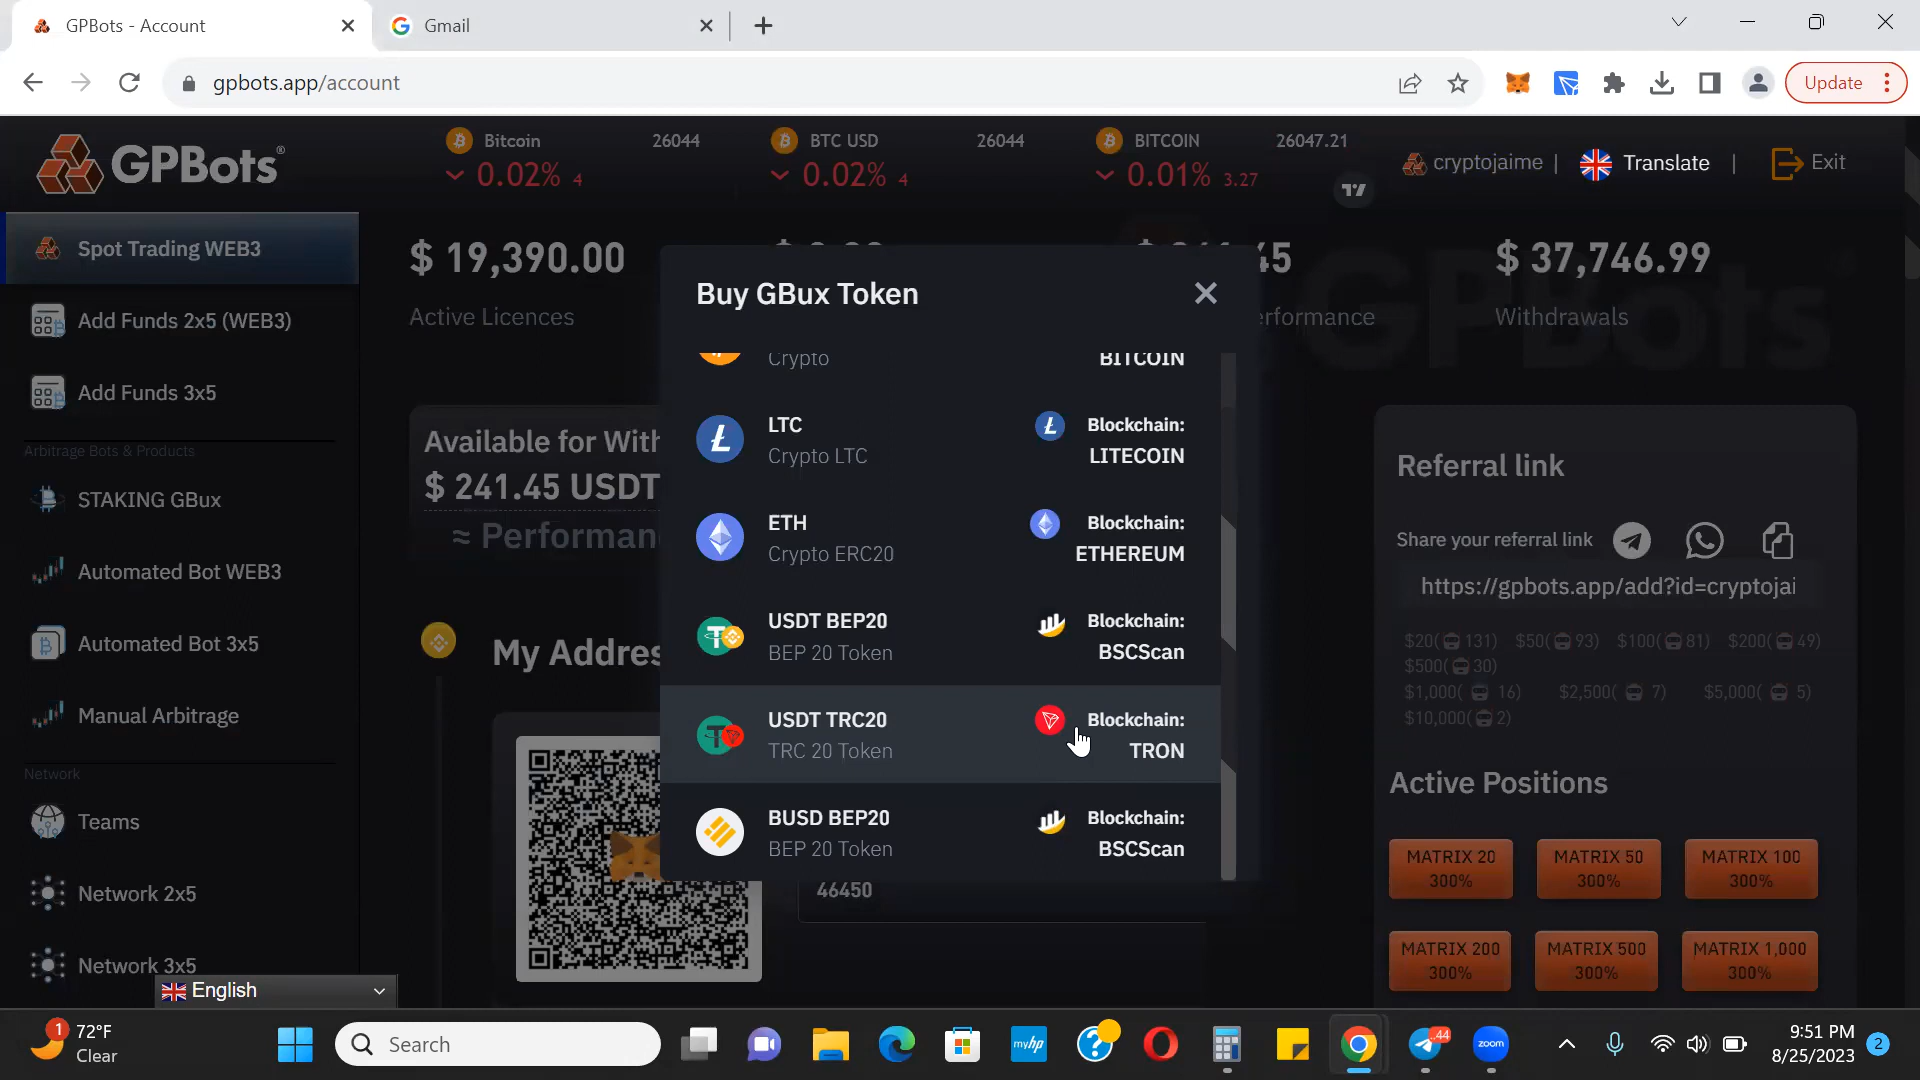 GPBots - Account
Gmail
gpbots.app/account
Update
GPBots®
Bitcoin 26044
0.02% 4
BTC USD 26044
0.02% 4
BITCOIN 26047.21
0.01% 3.27
cryptojaime |
Translate |
Exit
Spot Trading WEB3
Add Funds 2x5 (WEB3)
Add Funds 3x5
Arbitrage Bots & Products
STAKING GBux
Automated Bot WEB3
Automated Bot 3x5
Manual Arbitrage
Network
Teams
Network 2x5
Network 3x5
English
$ 19,390.00
Active Licences
45
erformance
$ 37,746.99
Withdrawals
GPBots
Available for With
$ 241.45 USDT
≈ Performan
My Addres
46450
Buy GBux Token
Crypto
BITCOIN
LTC
Crypto LTC
Blockchain:
LITECOIN
ETH
Crypto ERC20
Blockchain:
ETHEREUM
USDT BEP20
BEP 20 Token
Blockchain:
BSCScan
USDT TRC20
TRC 20 Token
Blockchain:
TRON
BUSD BEP20
BEP 20 Token
Blockchain:
BSCScan
Referral link
Share your referral link
https://gpbots.app/add?id=cryptojai
$20( 131) $50( 93) $100( 81) $200( 49)
$500( 30)
$1,000( 16) $2,500( 7) $5,000( 5)
$10,000( 2)
Active Positions
MATRIX 20
300%
MATRIX 50
300%
MATRIX 100
300%
MATRIX 200
300%
MATRIX 500
300%
MATRIX 1,000
300%
1
72°F
Clear
Search
myhp
44
zoom
9:51 PM
8/25/2023
2